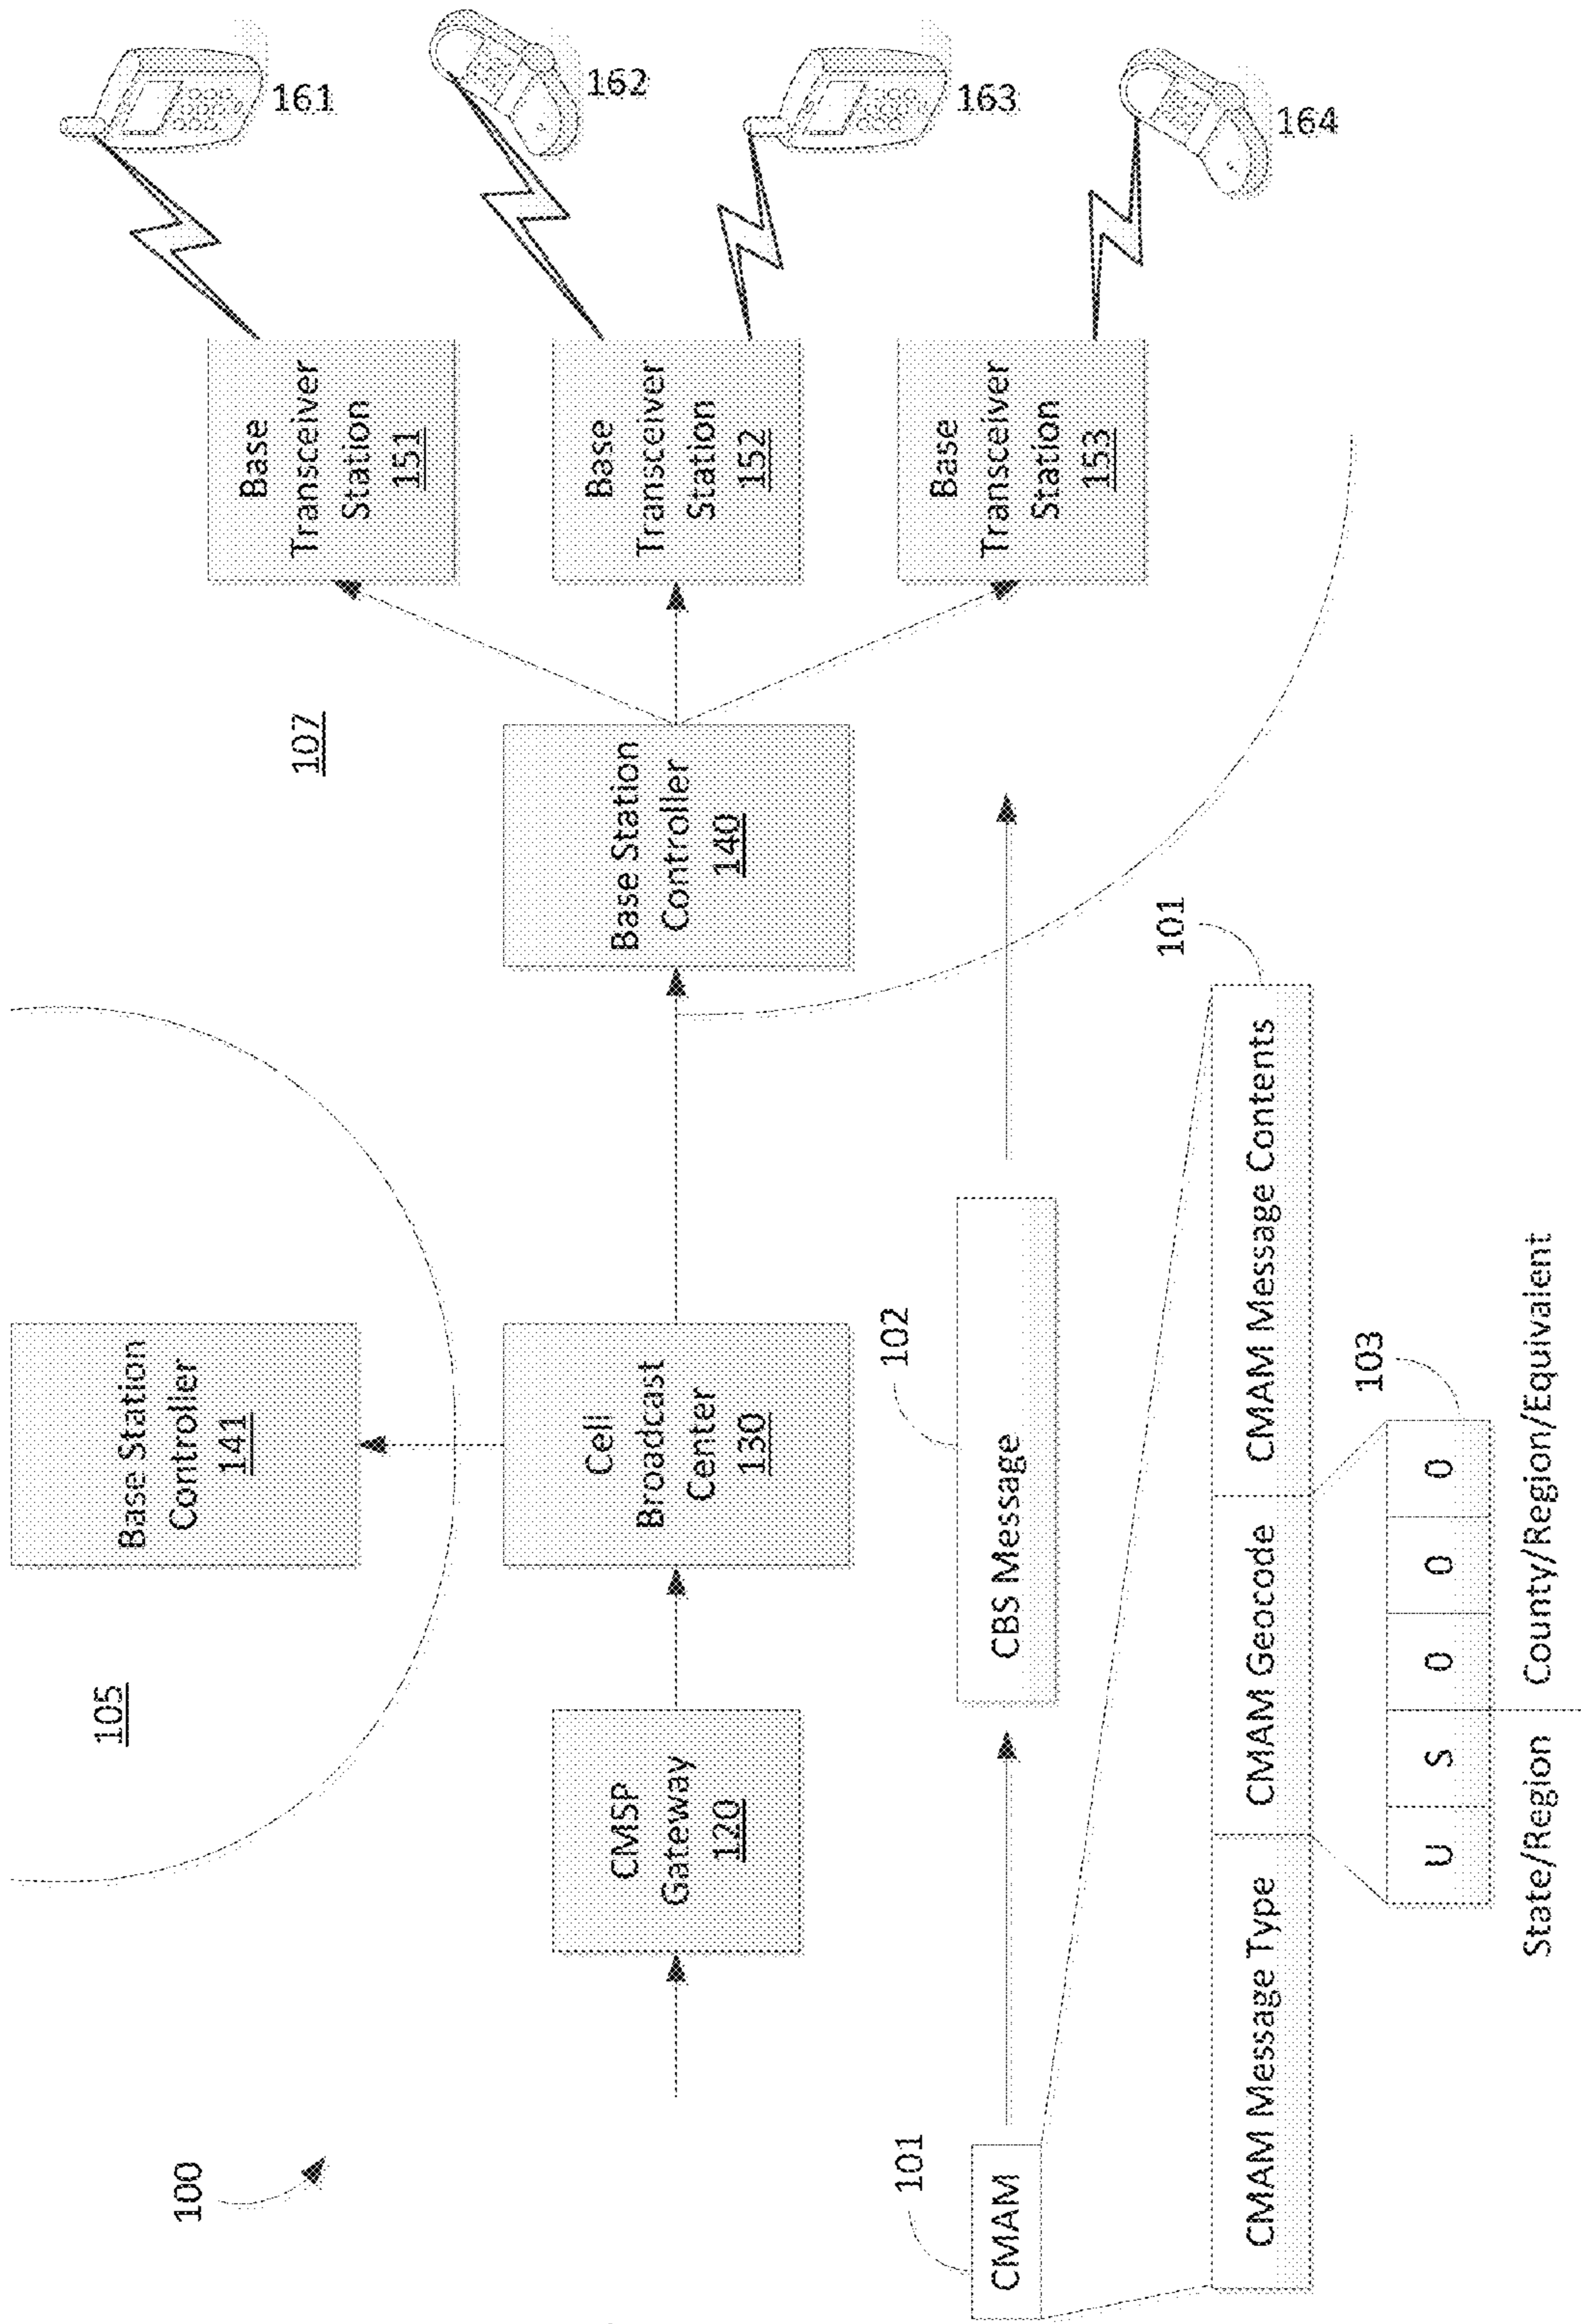 100
105
Base Station
Controller
141
107
CMSP
Gateway
120
Cell
Broadcast
Center
130
Base Station
Controller
140
Base
Transceiver
Station
151
Base
Transceiver
Station
152
Base
Transceiver
Station
153
161
162
163
164
101
CMAM
102
CBS Message
101
CMAM Message Type
CMAM Geocode
CMAM Message Contents
103
U S 0 0 0
State/Region
County/Region/Equivalent